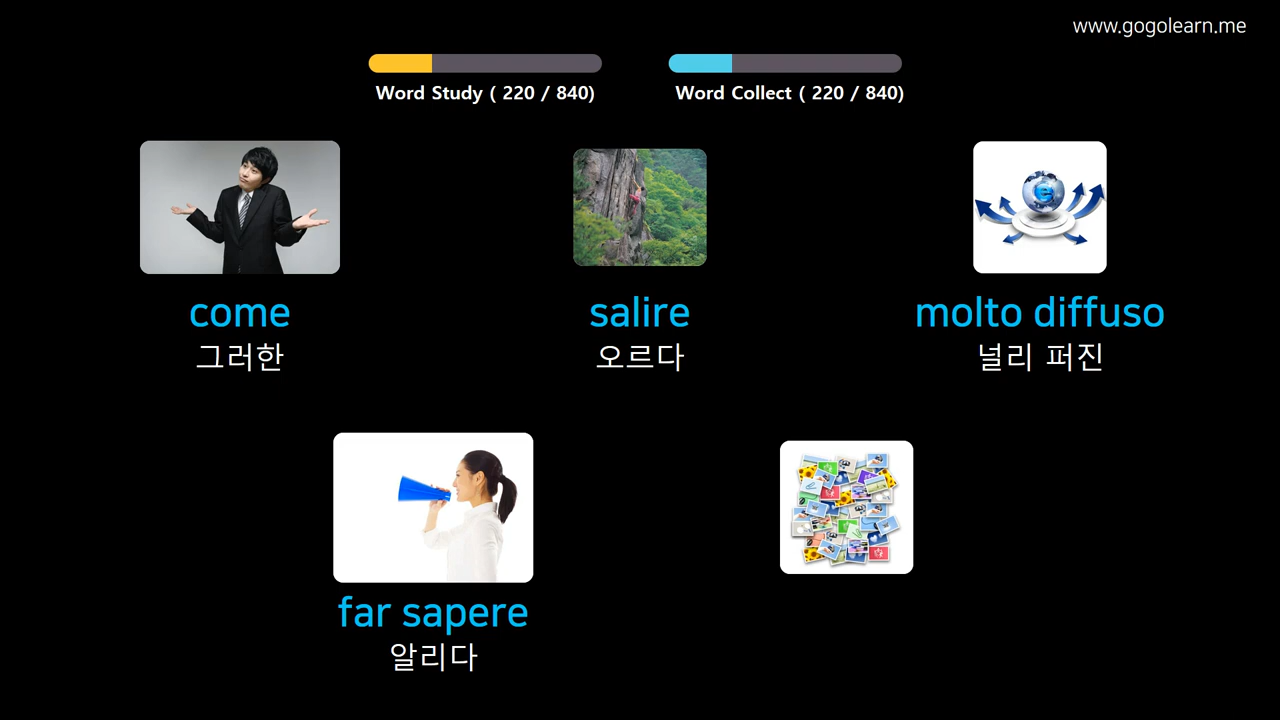 www.gogolearn.me
Word Study ( 220 / 840)
Word Collect ( 220 / 840)
come
그러한
salire
오르다
molto diffuso
널리 퍼진
far sapere
알리다